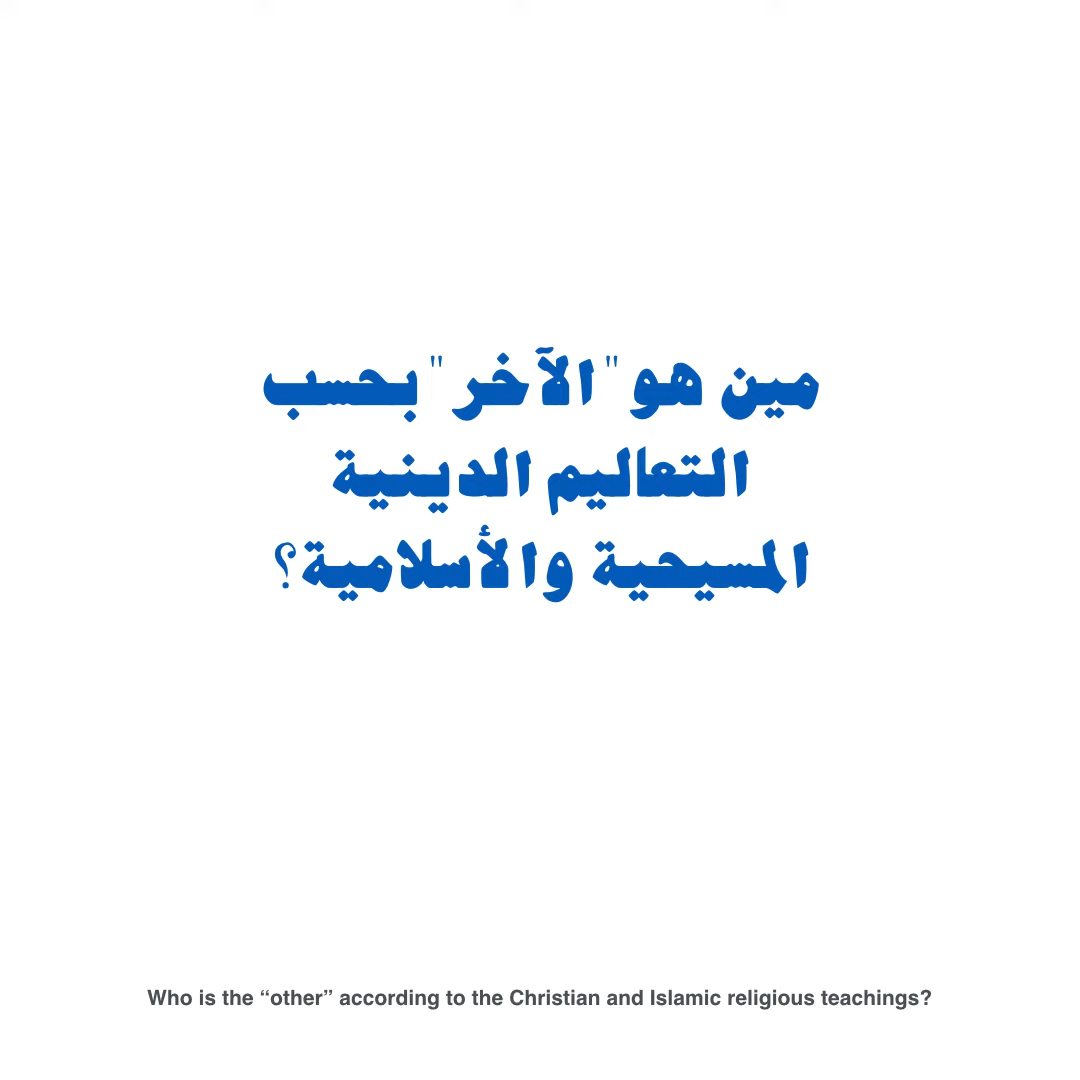 مين هو "الآخر" بحسب
التعاليم الدينية
المسيحية والأسلامية؟
Who is the “other” according to the Christian and Islamic religious teachings?